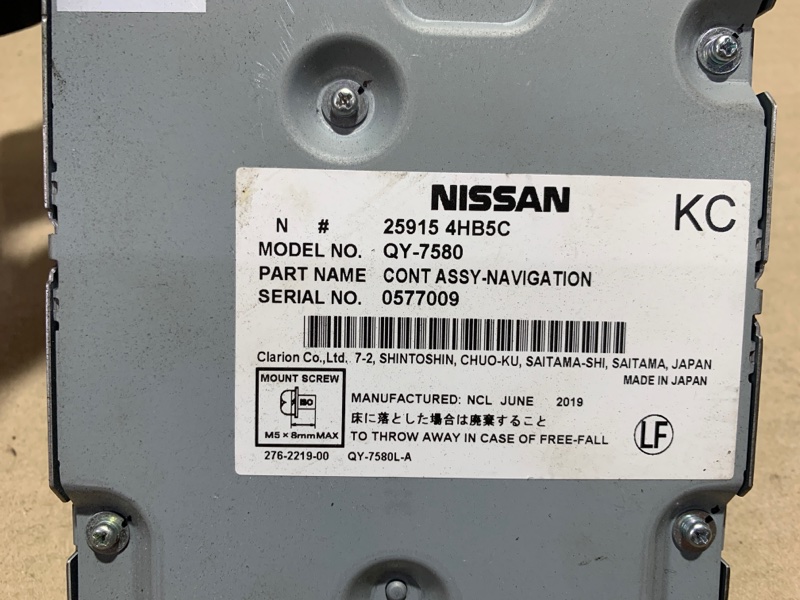 NISSAN
KC
N # 25915 4HB5C
MODEL NO. QY-7580
PART NAME CONT ASSY-NAVIGATION
SERIAL NO. 0577009
Clarion Co.,Ltd. 7-2, SHINTOSHIN, CHUO-KU, SAITAMA-SHI, SAITAMA, JAPAN
MADE IN JAPAN
MOUNT SCREW
ISO
M5×8mmMAX
MANUFACTURED: NCL JUNE 2019
床に落とした場合は廃棄すること
TO THROW AWAY IN CASE OF FREE-FALL
LF
276-2219-00 QY-7580L-A